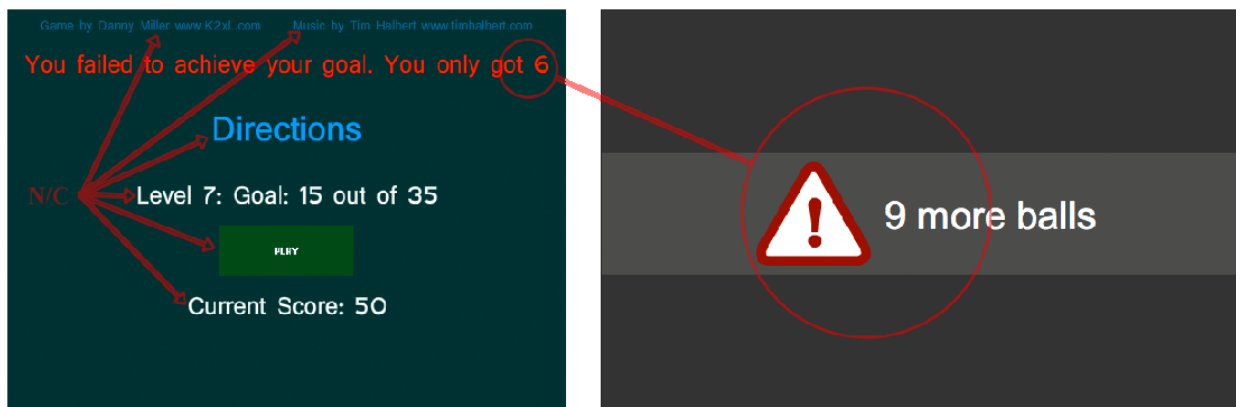 Game by Danny Miller www.K2xL.com Music by Tim Halbert www.timhalbert.com
You failed to achieve your goal. You only got 6
Directions
N/C
Level 7: Goal: 15 out of 35
PLAY
Current Score: 50
9 more balls